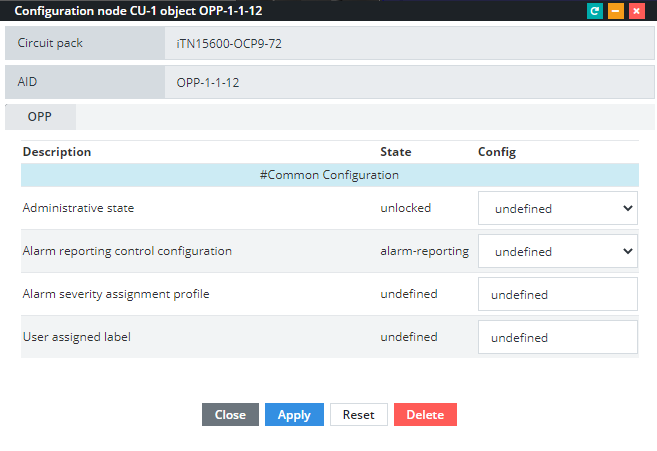 Configuration node CU-1 object OPP-1-1-12
Circuit pack iTN15600-OCP9-72
AID OPP-1-1-12
OPP
Description State Config
#Common Configuration
Administrative state unlocked undefined
Alarm reporting control configuration alarm-reporting undefined
Alarm severity assignment profile undefined undefined
User assigned label undefined undefined
Close Apply Reset Delete